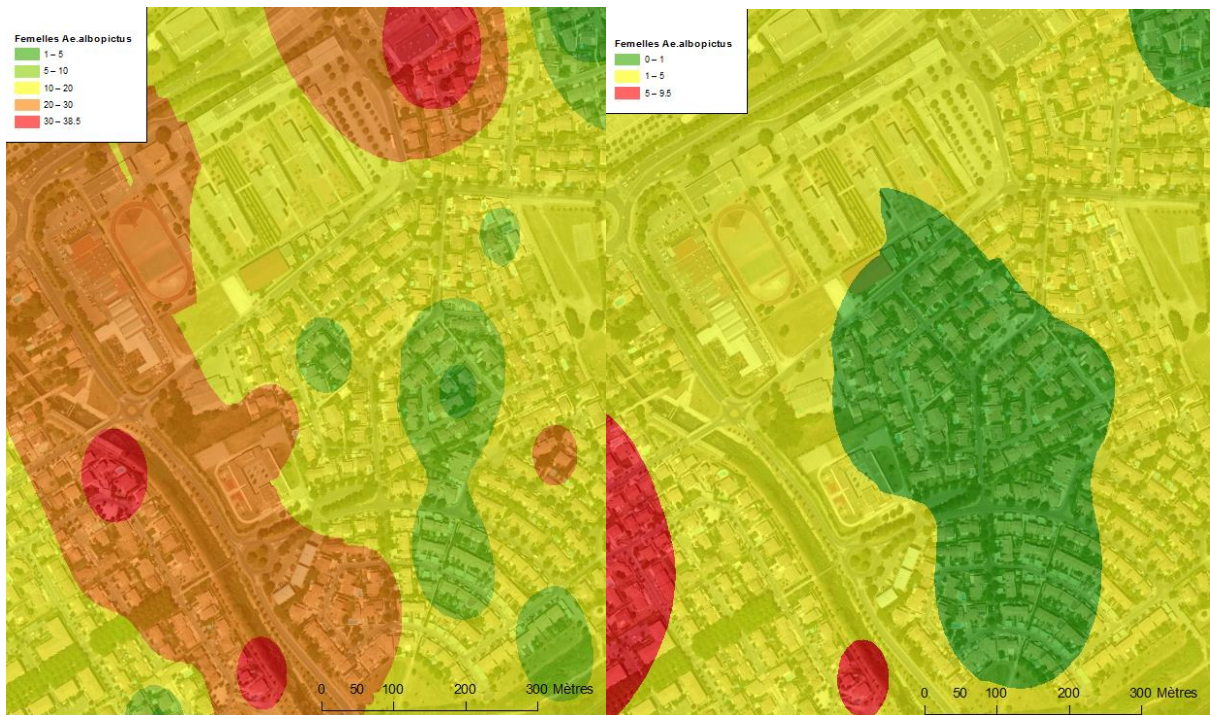 Femelles Ae.albopictus
1 – 5
5 – 10
10 – 20
20 – 30
30 – 38.5
0 50 100 200 300 Mètres
Femelles Ae.albopictus
0 – 1
1 – 5
5 – 9.5
0 50 100 200 300 Mètres